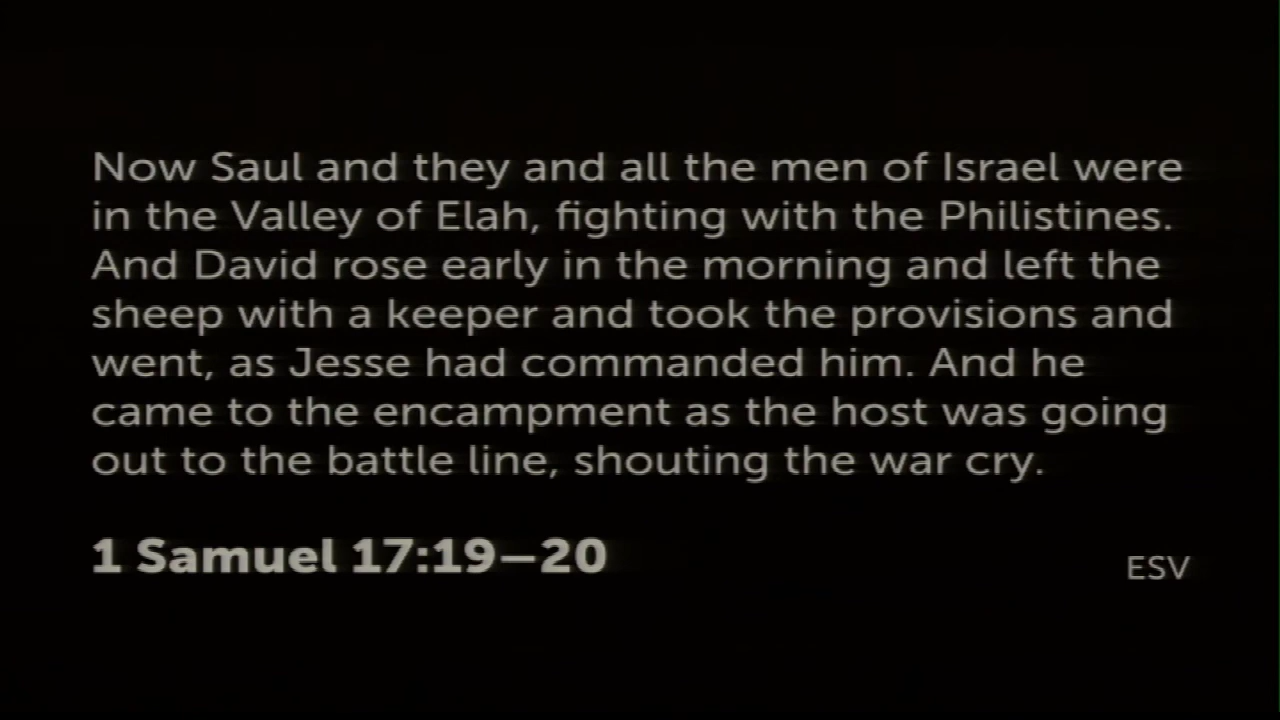 Now Saul and they and all the men of Israel were
in the Valley of Elah, fighting with the Philistines.
And David rose early in the morning and left the
sheep with a keeper and took the provisions and
went, as Jesse had commanded him. And he
came to the encampment as the host was going
out to the battle line, shouting the war cry.
1 Samuel 17:19–20
ESV